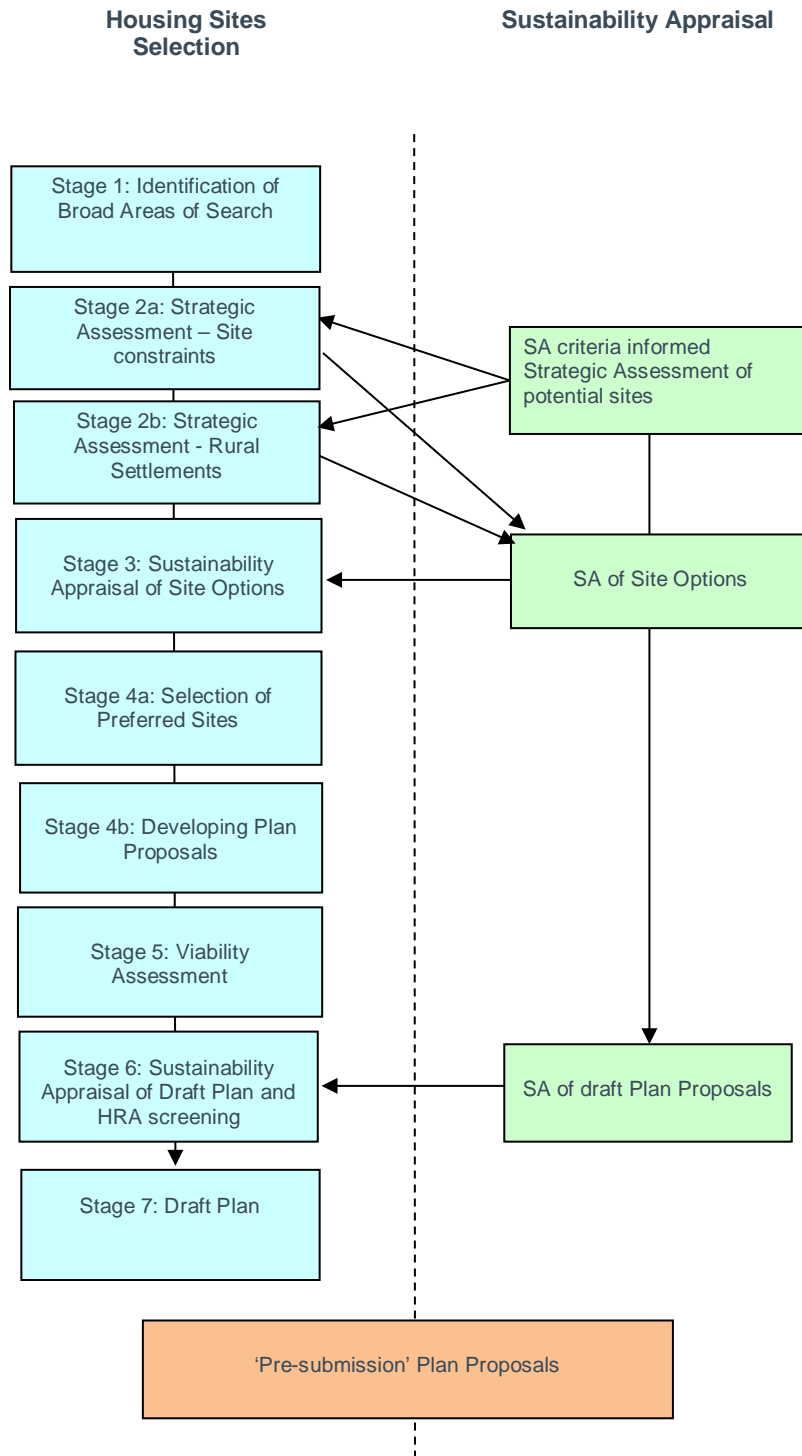 Housing Sites
Selection
Sustainability Appraisal
Stage 1: Identification of
Broad Areas of Search
Stage 2a: Strategic
Assessment – Site
constraints
SA criteria informed
Strategic Assessment of
potential sites
Stage 2b: Strategic
Assessment - Rural
Settlements
Stage 3: Sustainability
Appraisal of Site Options
SA of Site Options
Stage 4a: Selection of
Preferred Sites
Stage 4b: Developing Plan
Proposals
Stage 5: Viability
Assessment
Stage 6: Sustainability
Appraisal of Draft Plan and
HRA screening
SA of draft Plan Proposals
Stage 7: Draft Plan
‘Pre-submission’ Plan Proposals